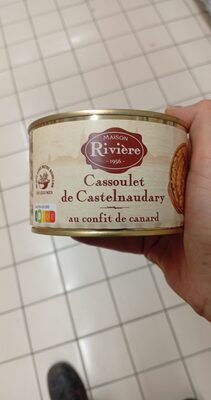 MAISON
Rivière
1956
Cassoulet
de Castelnaudary
au confit de canard